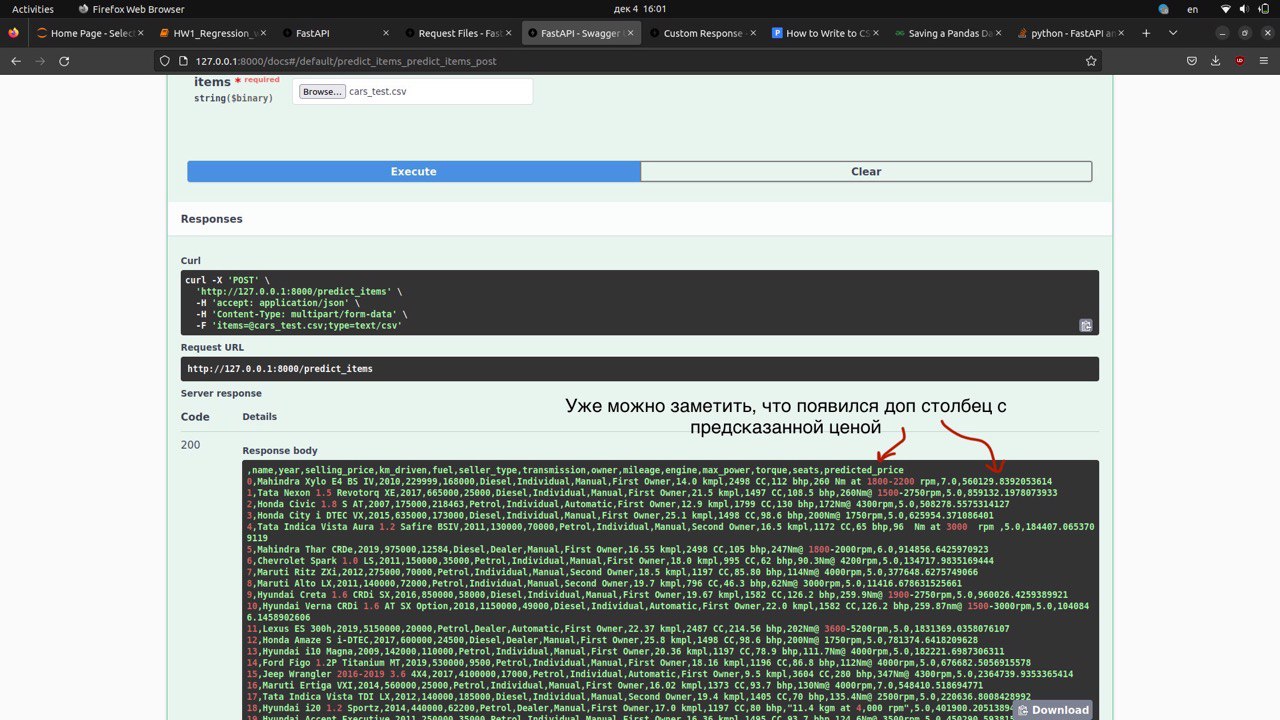 Activities Firefox Web Browser дек 4 16:01 en
Home Page - Selec HW1_Regression_w FastAPI Request Files - Fast FastAPI - Swagger Custom Response - How to Write to CS Saving a Pandas Da python - FastAPI an
127.0.0.1:8000/docs#/default/predict_items_predict_items_post
items * required
string($binary)
Browse... cars_test.csv
Execute Clear
Responses
Curl
curl -X 'POST' \
'http://127.0.0.1:8000/predict_items' \
-H 'accept: application/json' \
-H 'Content-Type: multipart/form-data' \
-F 'items=@cars_test.csv;type=text/csv'
Request URL
http://127.0.0.1:8000/predict_items
Server response
Уже можно заметить, что появился доп столбец с
предсказанной ценой
Code Details
200
Response body
,name,year,selling_price,km_driven,fuel,seller_type,transmission,owner,mileage,engine,max_power,torque,seats,predicted_price
0,Mahindra Xylo E4 BS IV,2010,229999,168000,Diesel,Individual,Manual,First Owner,14.0 kmpl,2498 CC,112 bhp,260 Nm at 1800-2200 rpm,7.0,560129.8392053614
1,Tata Nexon 1.5 Revotorq XE,2017,665000,25000,Diesel,Individual,Manual,First Owner,21.5 kmpl,1497 CC,108.5 bhp,260Nm@ 1500-2750rpm,5.0,859132.1978073933
2,Honda Civic 1.8 S AT,2007,175000,218463,Petrol,Individual,Automatic,First Owner,12.9 kmpl,1799 CC,130 bhp,172Nm@ 4300rpm,5.0,508278.5575314127
3,Honda City i DTEC VX,2015,635000,173000,Diesel,Individual,Manual,First Owner,25.1 kmpl,1498 CC,98.6 bhp,200Nm@ 1750rpm,5.0,625954.371086401
4,Tata Indica Vista Aura 1.2 Safire BSIV,2011,130000,70000,Petrol,Individual,Manual,Second Owner,16.5 kmpl,1172 CC,65 bhp,96  Nm at 3000  rpm ,5.0,184407.065370
9119
5,Mahindra Thar CRDe,2019,975000,12584,Diesel,Dealer,Manual,First Owner,16.55 kmpl,2498 CC,105 bhp,247Nm@ 1800-2000rpm,6.0,914856.6425970923
6,Chevrolet Spark 1.0 LS,2011,150000,35000,Petrol,Individual,Manual,First Owner,18.0 kmpl,995 CC,62 bhp,90.3Nm@ 4200rpm,5.0,134717.9835169444
7,Maruti Ritz ZXi,2012,275000,70000,Petrol,Individual,Manual,Second Owner,18.5 kmpl,1197 CC,85.80 bhp,114Nm@ 4000rpm,5.0,377648.6275749066
8,Maruti Alto LX,2011,140000,72000,Petrol,Individual,Manual,Second Owner,19.7 kmpl,796 CC,46.3 bhp,62Nm@ 3000rpm,5.0,11416.678631525661
9,Hyundai Creta 1.6 CRDi SX,2016,850000,58000,Diesel,Individual,Manual,First Owner,19.67 kmpl,1582 CC,126.2 bhp,259.9Nm@ 1900-2750rpm,5.0,960026.4259389921
10,Hyundai Verna CRDi 1.6 AT SX Option,2018,1150000,49000,Diesel,Individual,Automatic,First Owner,22.0 kmpl,1582 CC,126.2 bhp,259.87nm@ 1500-3000rpm,5.0,104084
6.1458902606
11,Lexus ES 300h,2019,5150000,20000,Petrol,Dealer,Automatic,First Owner,22.37 kmpl,2487 CC,214.56 bhp,202Nm@ 3600-5200rpm,5.0,1831369.0358076107
12,Honda Amaze S i-DTEC,2017,600000,24500,Diesel,Dealer,Manual,First Owner,25.8 kmpl,1498 CC,98.6 bhp,200Nm@ 1750rpm,5.0,781374.6418209628
13,Hyundai i10 Magna,2009,142000,110000,Petrol,Individual,Manual,First Owner,20.36 kmpl,1197 CC,78.9 bhp,111.7Nm@ 4000rpm,5.0,182221.6987306311
14,Ford Figo 1.2P Titanium MT,2019,530000,9500,Petrol,Individual,Manual,First Owner,18.16 kmpl,1196 CC,86.8 bhp,112Nm@ 4000rpm,5.0,676682.5056915578
15,Jeep Wrangler 2016-2019 3.6 4X4,2017,4100000,17000,Petrol,Individual,Automatic,First Owner,9.5 kmpl,3604 CC,280 bhp,347Nm@ 4300rpm,5.0,2364739.9353365414
16,Maruti Ertiga VXI,2014,560000,25000,Petrol,Individual,Manual,First Owner,16.02 kmpl,1373 CC,93.7 bhp,130Nm@ 4000rpm,7.0,548410.518694771
17,Tata Indica Vista TDI LX,2012,140000,185000,Diesel,Individual,Manual,Second Owner,19.4 kmpl,1405 CC,70 bhp,135.4Nm@ 2500rpm,5.0,220636.8008428992
18,Hyundai i20 1.2 Sportz,2014,440000,62200,Petrol,Dealer,Manual,First Owner,17.0 kmpl,1197 CC,80 bhp,"11.4 kgm at 4,000 rpm",5.0,401900.20513894
Download